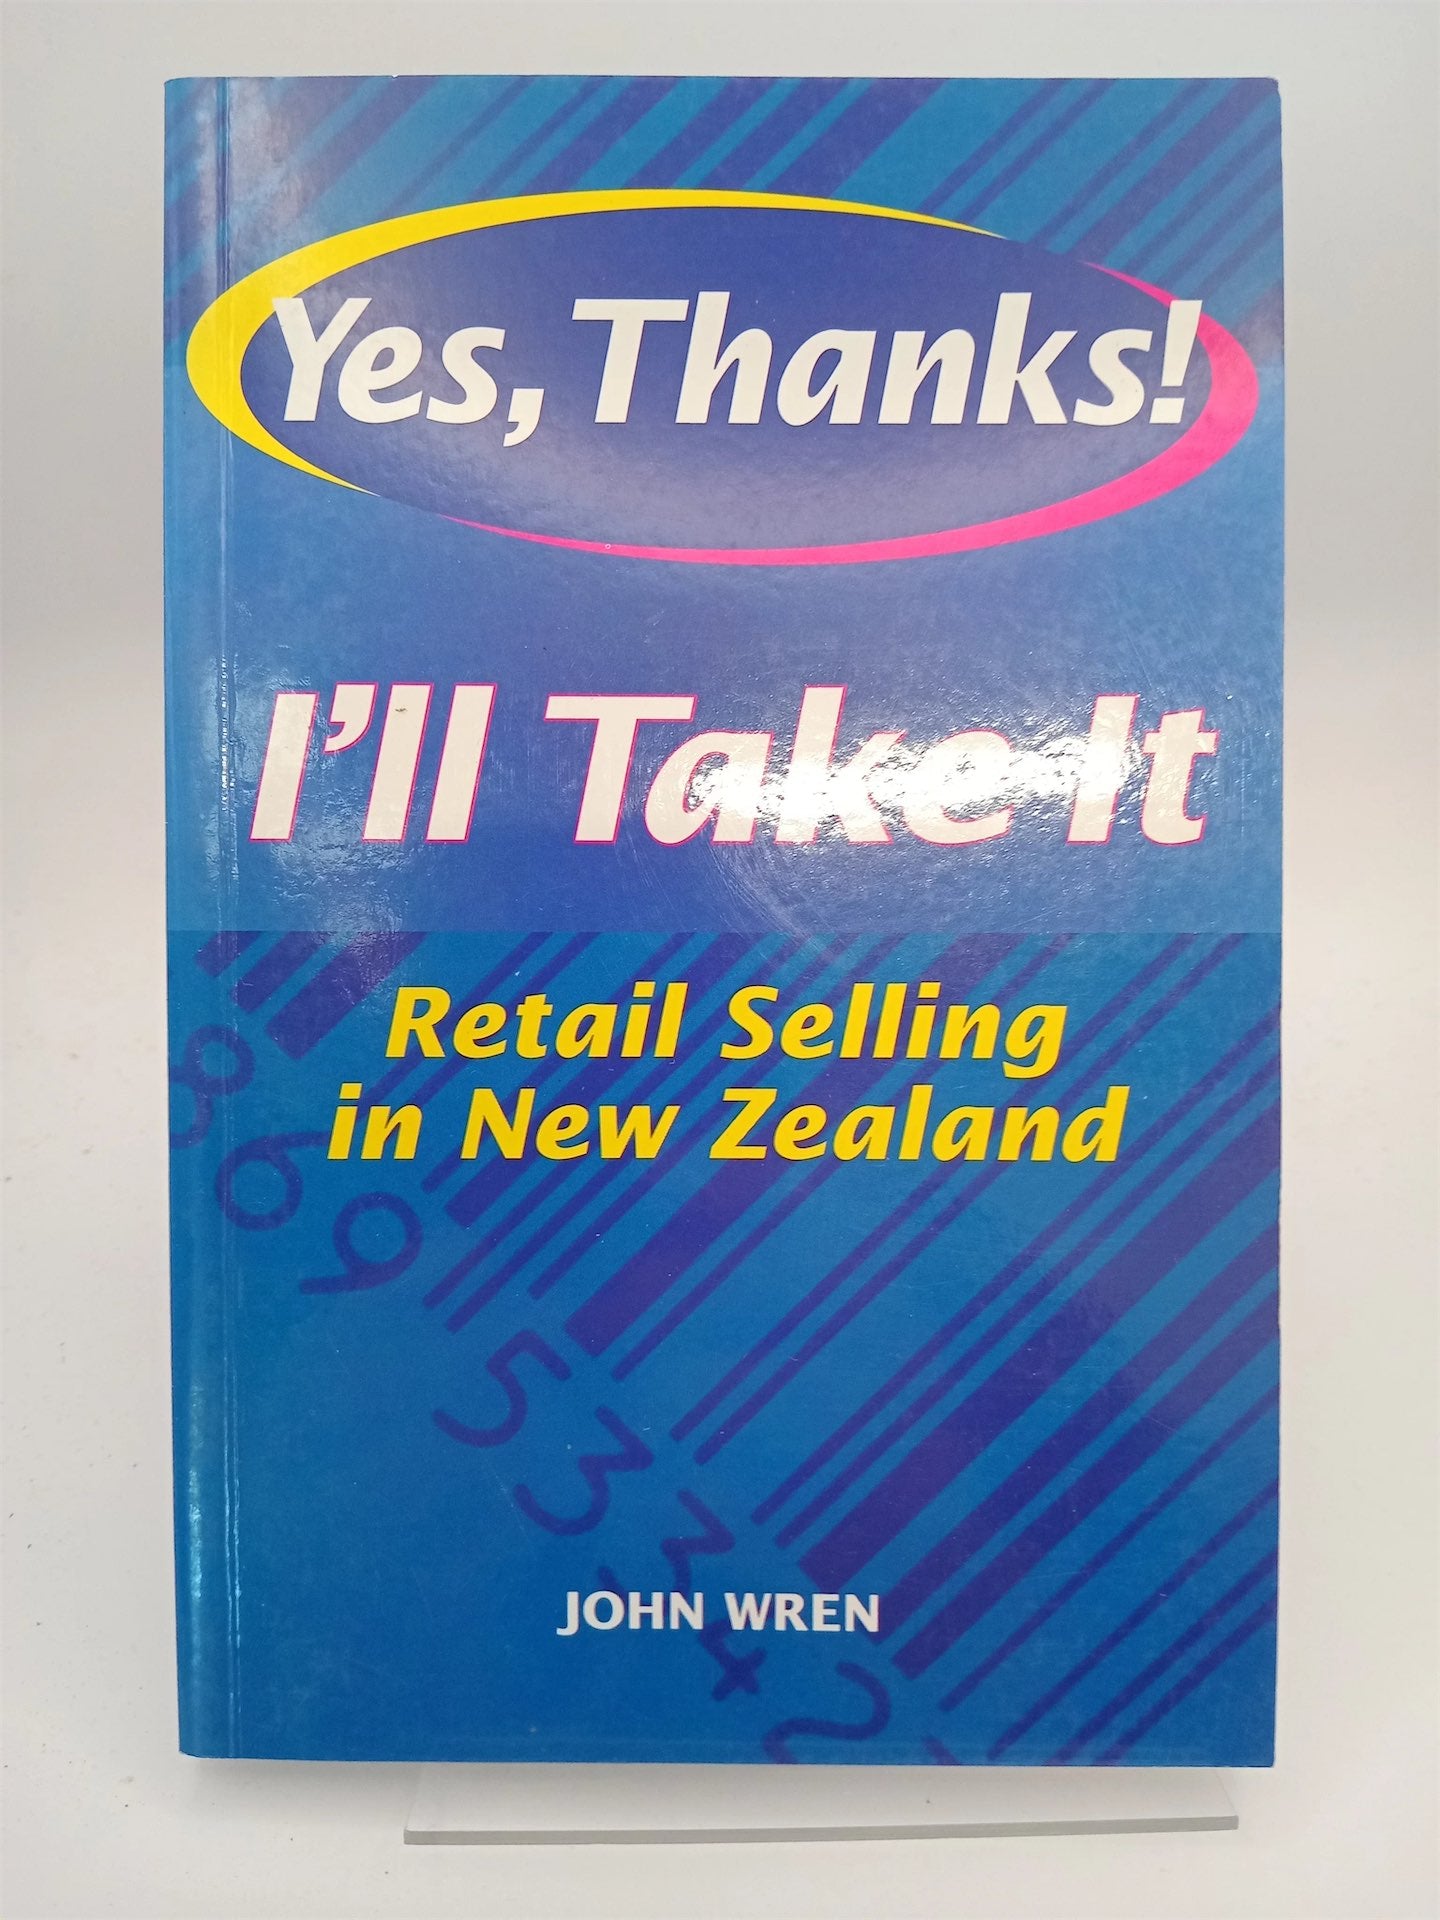 Yes, Thanks!
I'll Take It
Retail Selling
in New Zealand
JOHN WREN